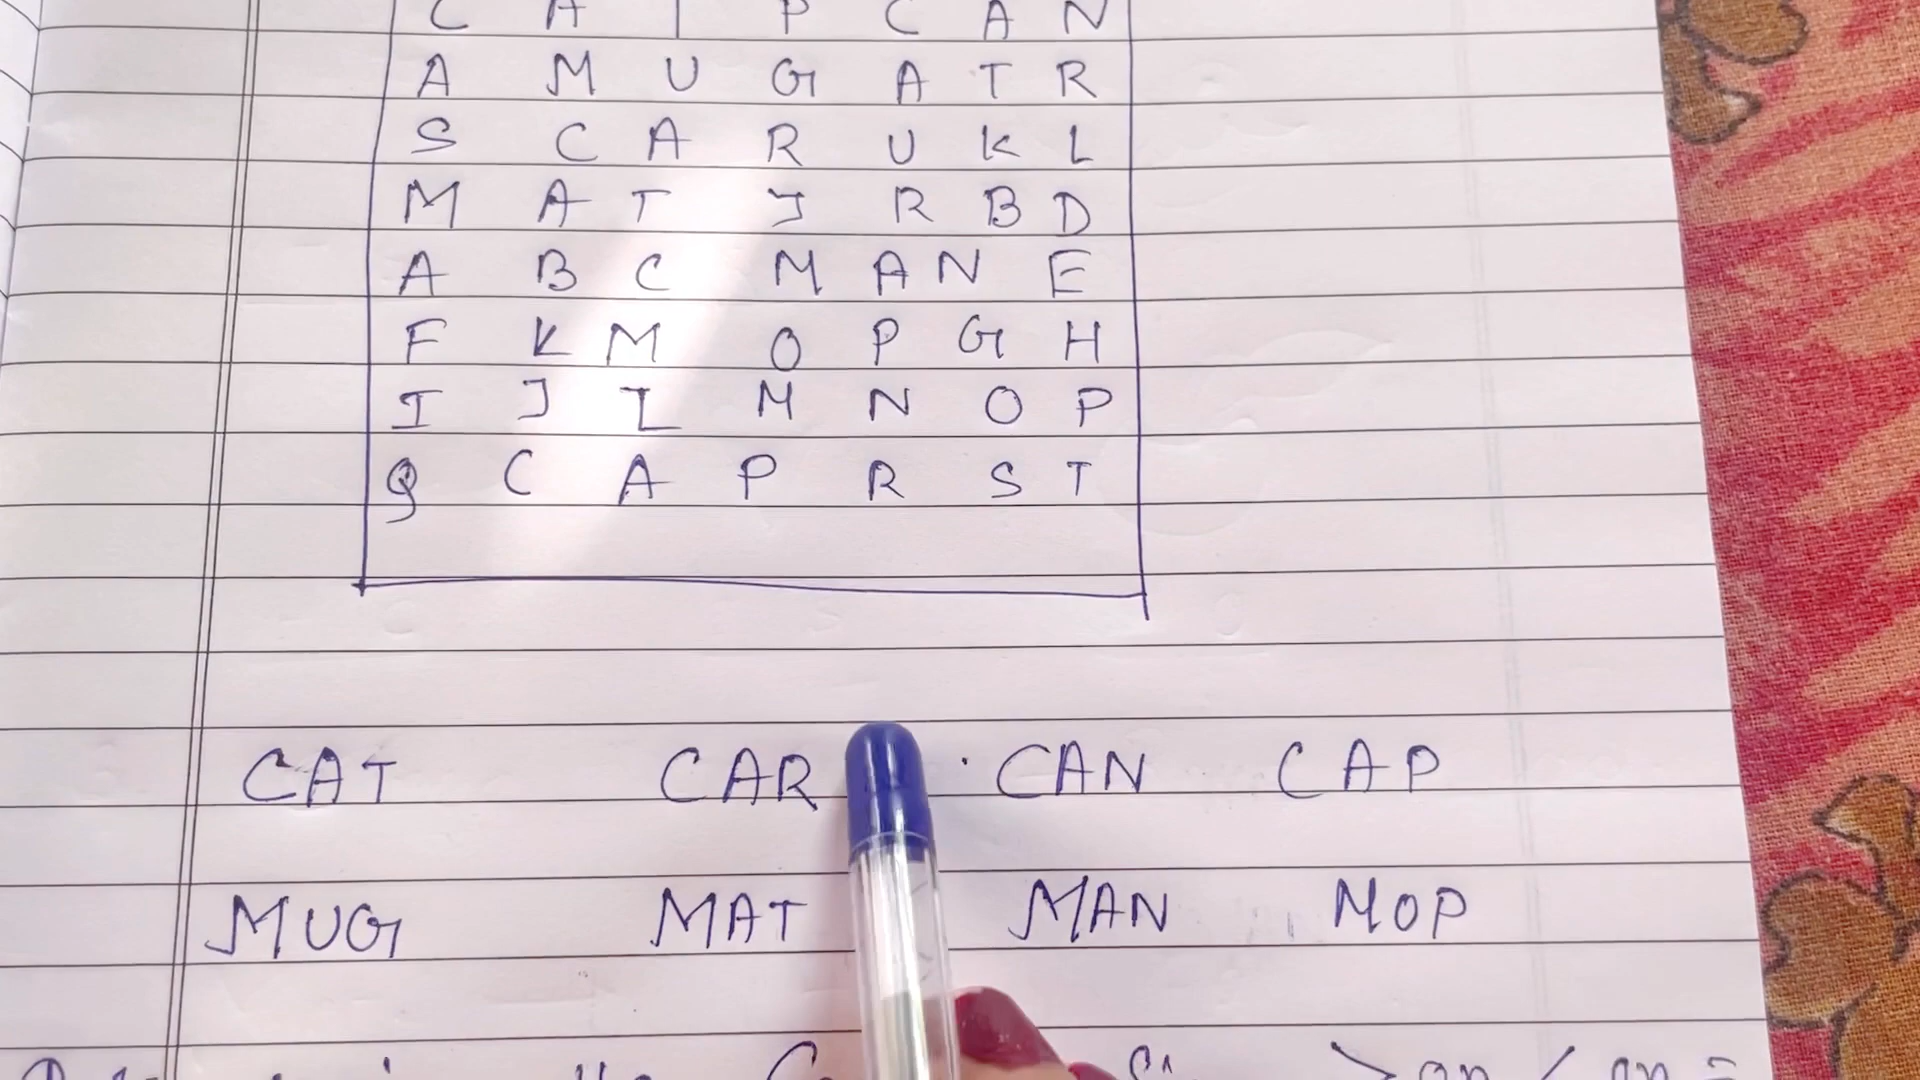 C A T P C A N
A M U G A T R
S C A R U K L
M A T J R B D
A B C M A N E
F K M O P G H
I J L M N O P
Q C A P R S T
CAT CAR CAN CAP
MUG MAT MAN MOP